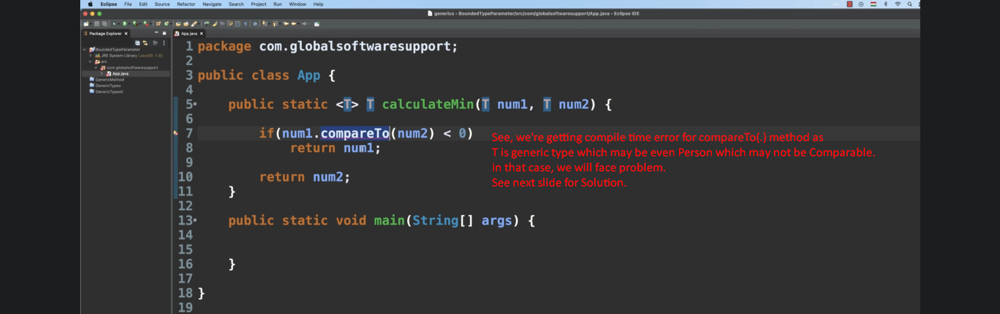 Eclipse File Edit Source Refactor Navigate Search Project Run Window Help
generics - BoundedTypeParameter/src/com/globalsoftwaresupport/App.java - Eclipse IDE
Package Explorer
App.java
BoundedTypeParameter
JRE System Library [JavaSE-1.8]
src
com.globalsoftwaresupport
App.java
GenericMethod
GenericTypes
GenericTypesII
1 package com.globalsoftwaresupport;
2
3 public class App {
4
5 public static <T> T calculateMin(T num1, T num2) {
6
7 if(num1.compareTo(num2) < 0)
8 return num1;
9
10 return num2;
11 }
12
13 public static void main(String[] args) {
14
15
16 }
17
18 }
19
See, we're getting compile time error for compareTo(.) method as
T is generic type which may be even Person which may not be Comparable.
In that case, we will face problem.
See next slide for Solution.